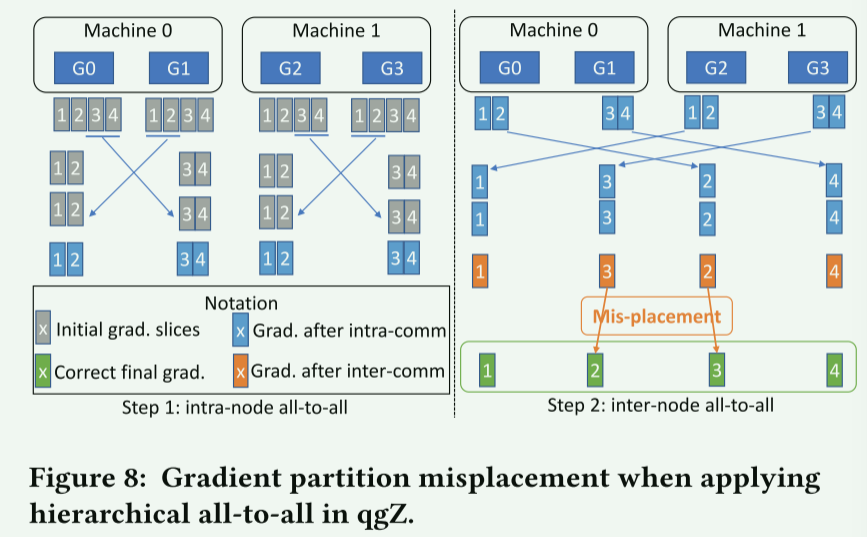 Machine 0 Machine 1
G0 G1 G2 G3
1 2 3 4 1 2 3 4 1 2 3 4 1 2 3 4
1 2 3 4 1 2 3 4
1 2 3 4 1 2 3 4
1 2 3 4 1 2 3 4
Notation
x Initial grad. slices x Grad. after intra-comm
x Correct final grad. x Grad. after inter-comm
Step 1: intra-node all-to-all
Machine 0 Machine 1
G0 G1 G2 G3
1 2 3 4 1 2 3 4
1 3 2 4
1 3 2 4
1 3 2 4
Mis-placement
1 2 3 4
Step 2: inter-node all-to-all
Figure 8: Gradient partition misplacement when applying
hierarchical all-to-all in qgZ.